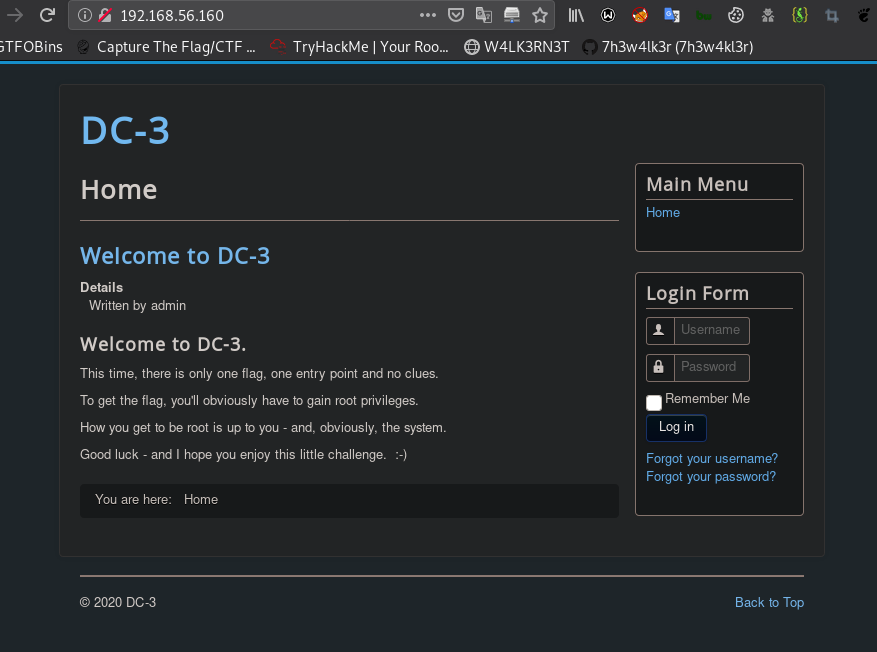 192.168.56.160
GTFOBins
Capture The Flag/CTF ...
TryHackMe | Your Roo...
W4LK3RN3T
7h3w4lk3r (7h3w4kl3r)
DC-3
Home
Welcome to DC-3
Details
Written by admin
Welcome to DC-3.
This time, there is only one flag, one entry point and no clues.
To get the flag, you'll obviously have to gain root privileges.
How you get to be root is up to you - and, obviously, the system.
Good luck - and I hope you enjoy this little challenge.  :-)
You are here:   Home
Main Menu
Home
Login Form
Username
Password
Remember Me
Log in
Forgot your username?
Forgot your password?
© 2020 DC-3
Back to Top